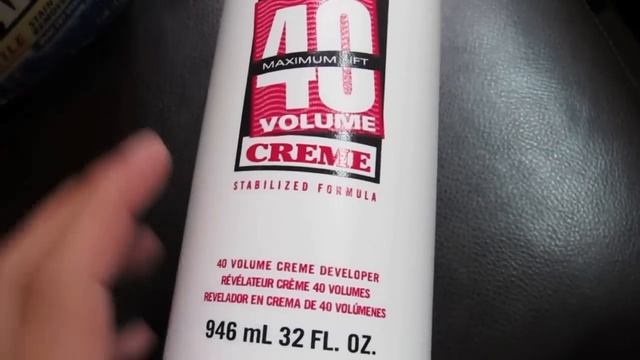 40
MAXIMUM LIFT
VOLUME
CREME
STABILIZED FORMULA
40 VOLUME CREME DEVELOPER
RÉVÉLATEUR CRÈME 40 VOLUMES
REVELADOR EN CREMA DE 40 VOLÚMENES
946 mL 32 FL. OZ.